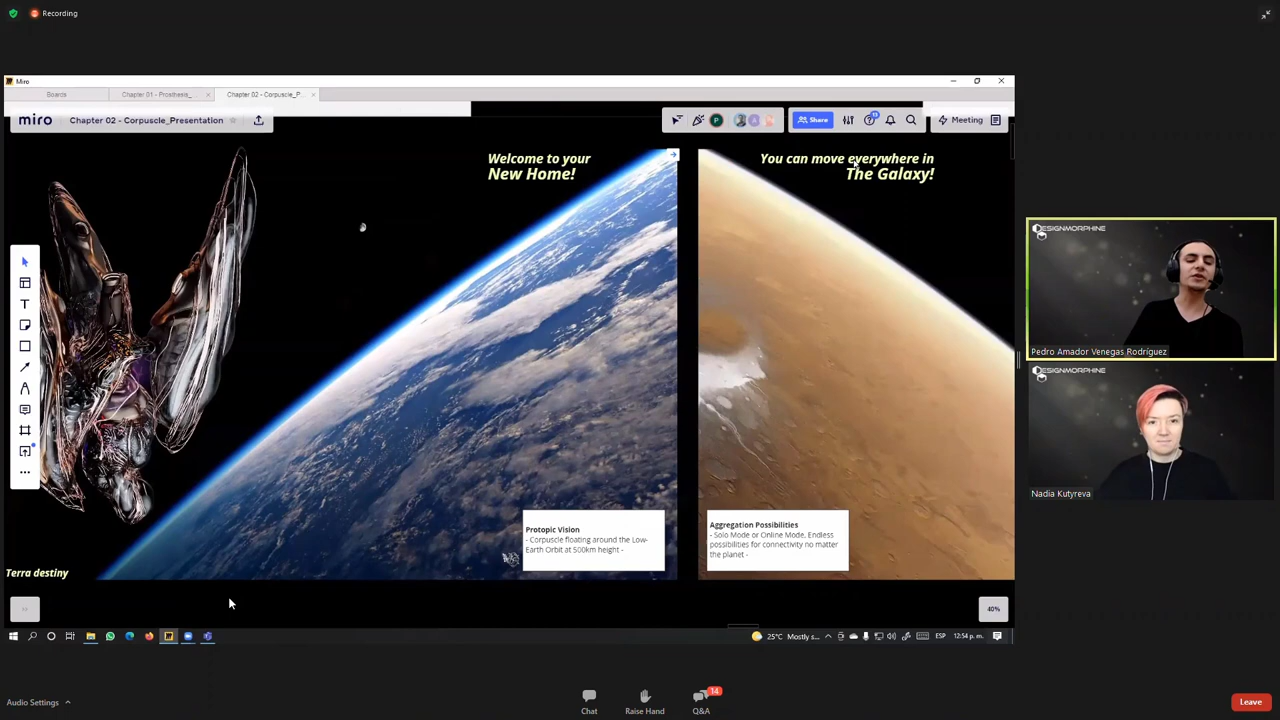 Recording
Miro
Boards
Chapter 01 - Prosthesis_...
Chapter 02 - Corpuscle_P...
miro
Chapter 02 - Corpuscle_Presentation
P
A
Share
13
Meeting
Welcome to your
New Home!
You can move everywhere in
The Galaxy!
Protopic Vision
- Corpuscle floating around the Low-
Earth Orbit at 500km height -
Aggregation Possibilities
- Solo Mode or Online Mode, Endless
possibilities for connectivity no matter
the planet -
Terra destiny
40%
25°C Mostly s...
ESP
12:54 p. m.
DESIGNMORPHINE
Pedro Amador Venegas Rodríguez
DESIGNMORPHINE
Nadia Kutyreva
Audio Settings
Chat
Raise Hand
14
Q&A
Leave